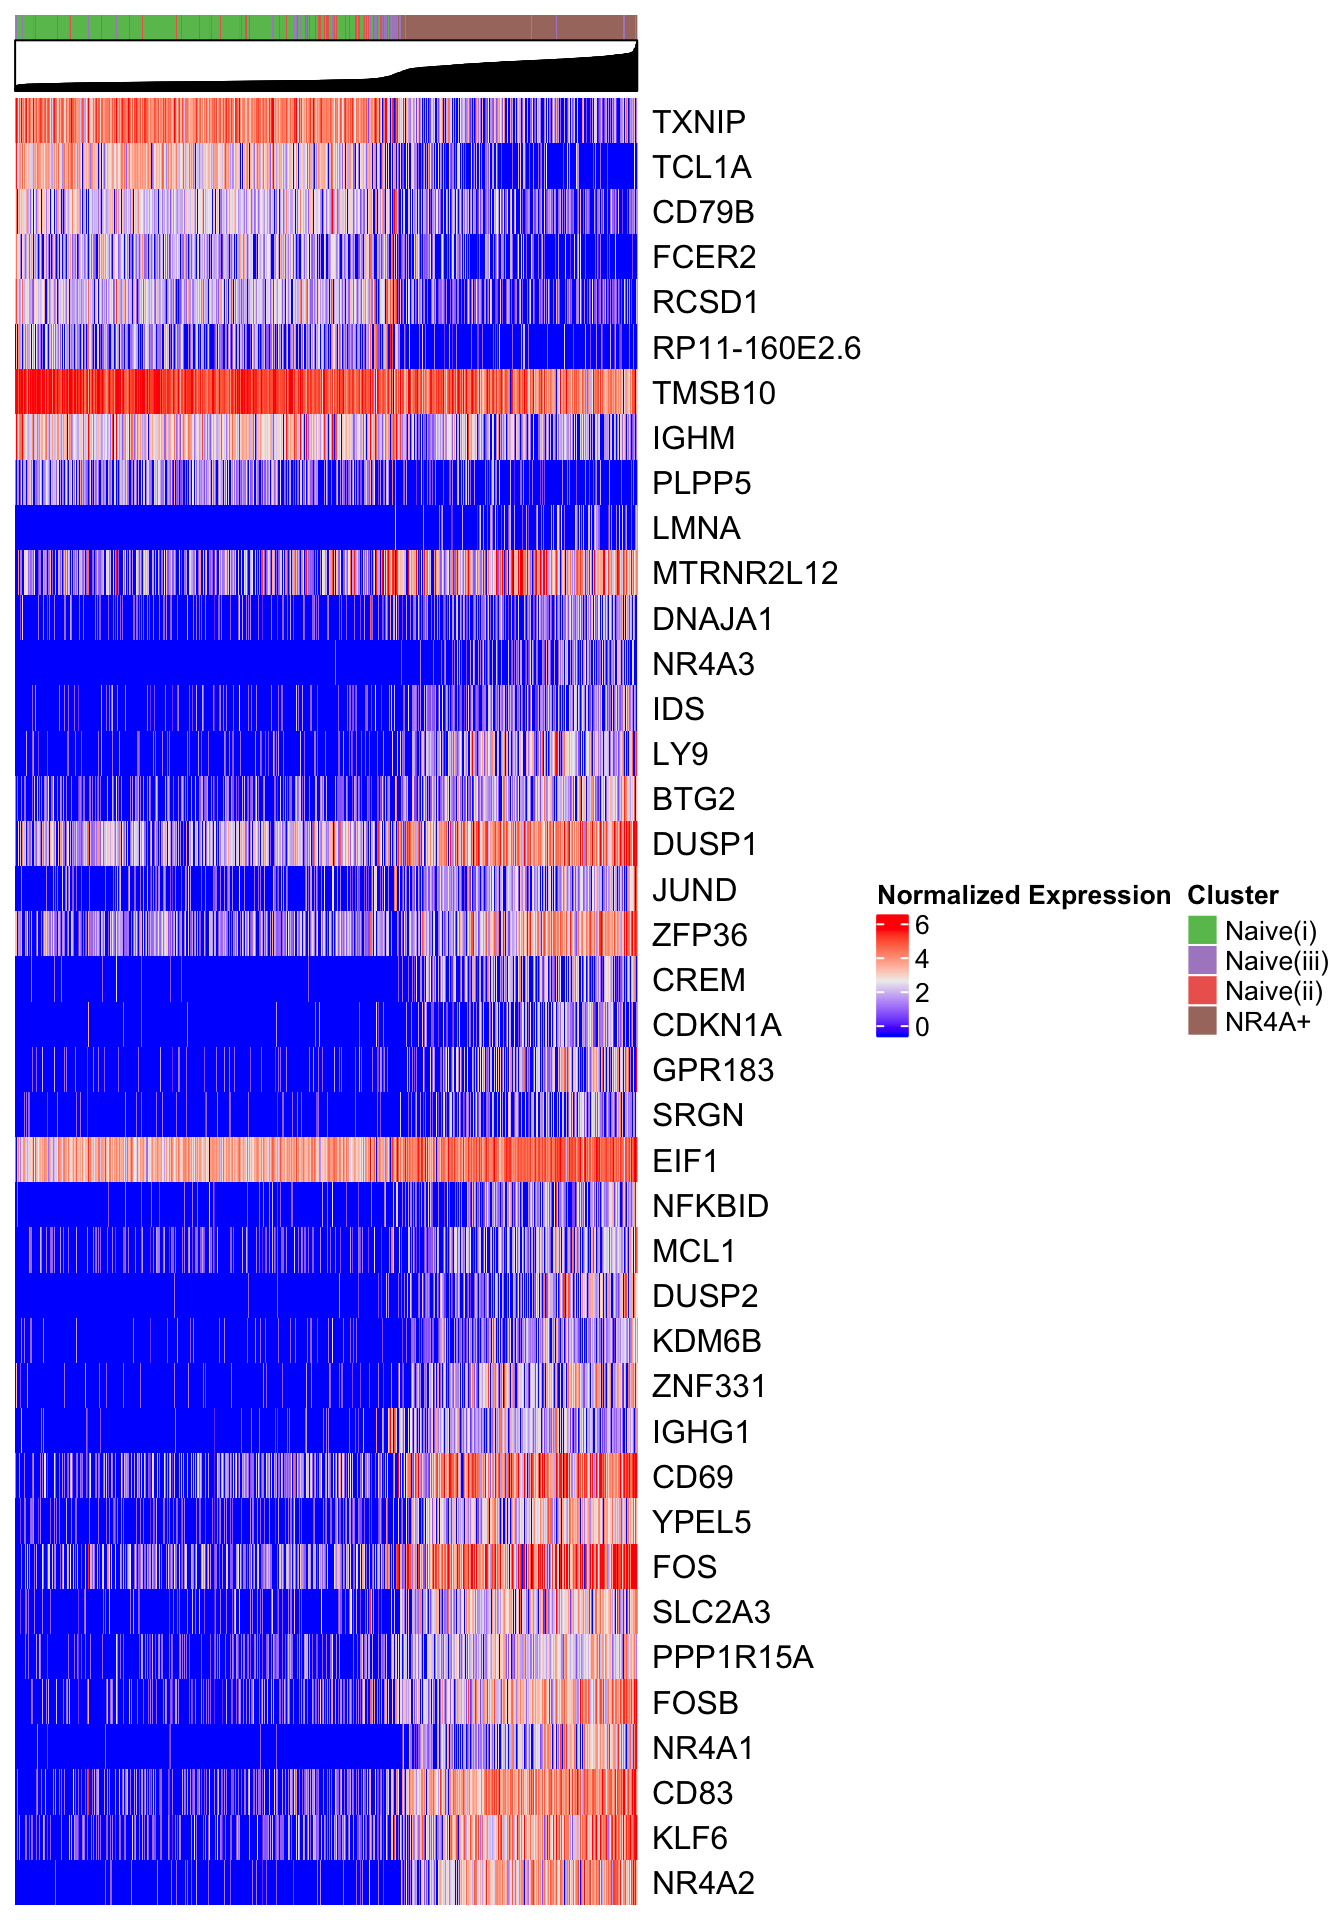 TXNIP
TCL1A
CD79B
FCER2
RCSD1
RP11-160E2.6
TMSB10
IGHM
PLPP5
LMNA
MTRNR2L12
DNAJA1
NR4A3
IDS
LY9
BTG2
DUSP1
JUND
ZFP36
CREM
CDKN1A
GPR183
SRGN
EIF1
NFKBID
MCL1
DUSP2
KDM6B
ZNF331
IGHG1
CD69
YPEL5
FOS
SLC2A3
PPP1R15A
FOSB
NR4A1
CD83
KLF6
NR4A2
Normalized Expression
6
4
2
0
Cluster
Naive(i)
Naive(iii)
Naive(ii)
NR4A+